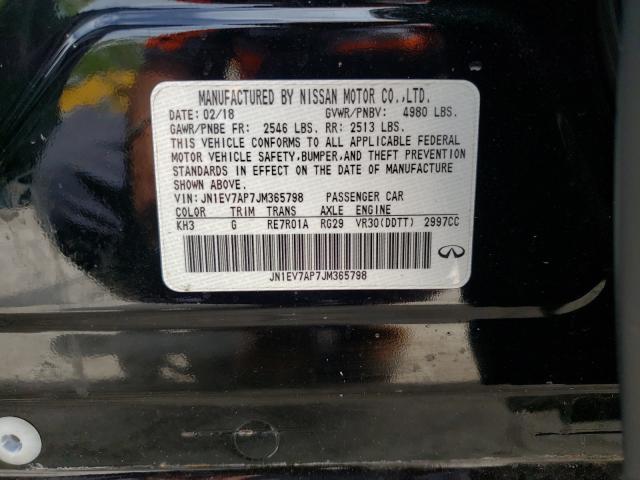 MANUFACTURED BY NISSAN MOTOR CO.,LTD.
DATE: 02/18 GVWR/PNBV: 4980 LBS.
GAWR/PNBE FR: 2546 LBS. RR: 2513 LBS.
THIS VEHICLE CONFORMS TO ALL APPLICABLE FEDERAL
MOTOR VEHICLE SAFETY,BUMPER,AND THEFT PREVENTION
STANDARDS IN EFFECT ON THE DATE OF MANUFACTURE
SHOWN ABOVE.
VIN: JN1EV7AP7JM365798 PASSENGER CAR
COLOR TRIM TRANS AXLE ENGINE
KH3 G RE7R01A RG29 VR30(DDTT) 2997CC
JN1EV7AP7JM365798